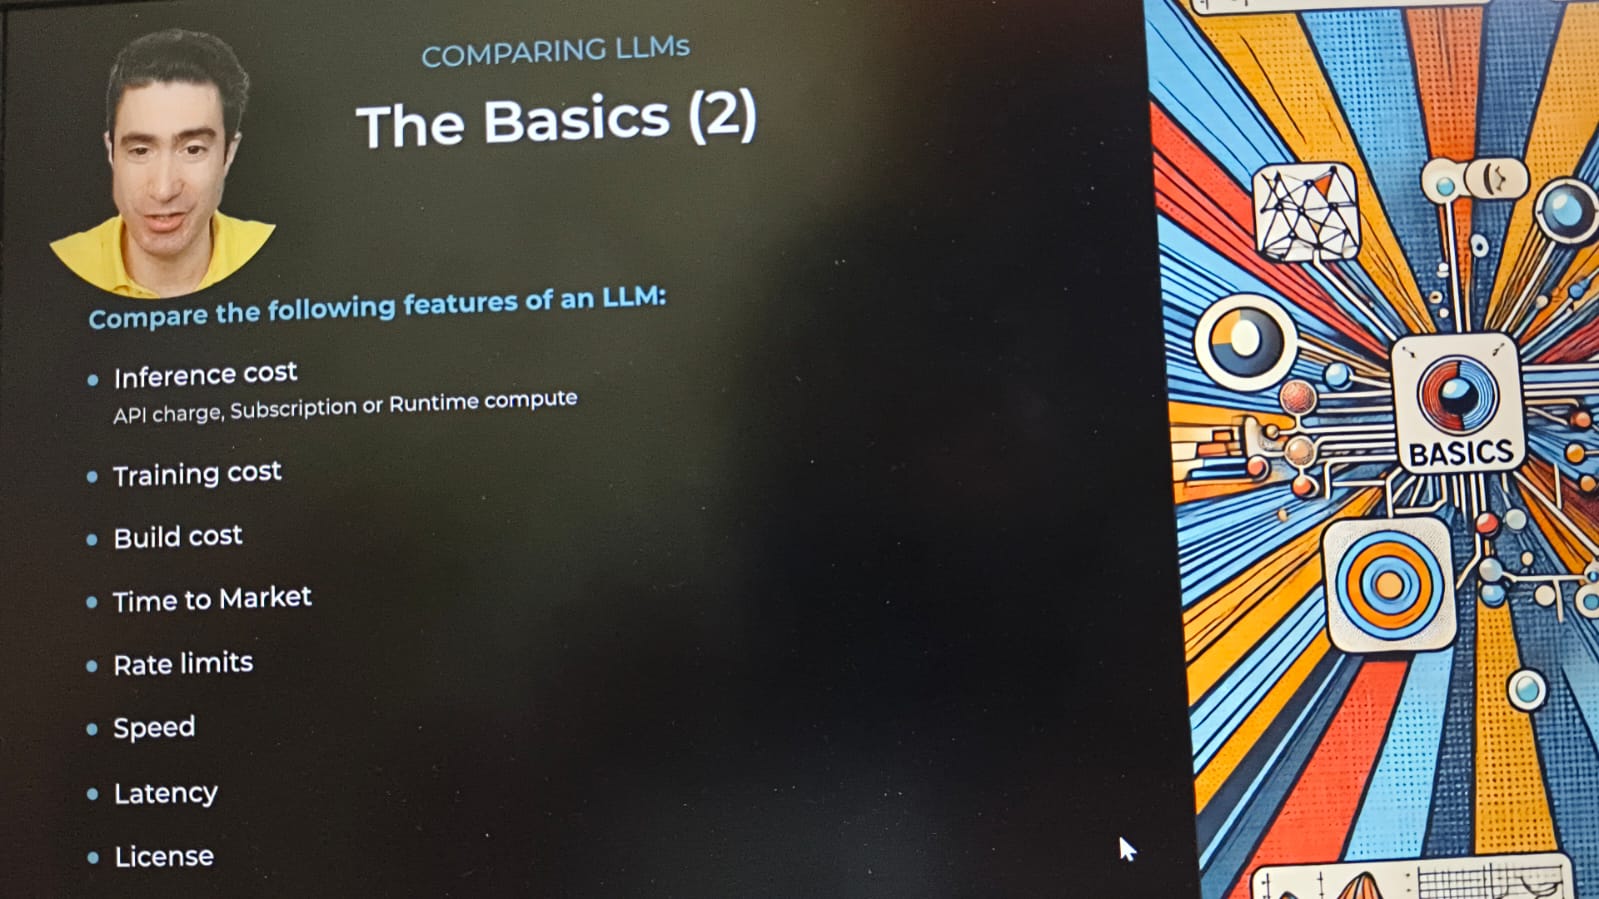 COMPARING LLMs
The Basics (2)
Compare the following features of an LLM:
Inference cost
API charge, Subscription or Runtime compute
Training cost
Build cost
Time to Market
Rate limits
Speed
Latency
License
BASICS